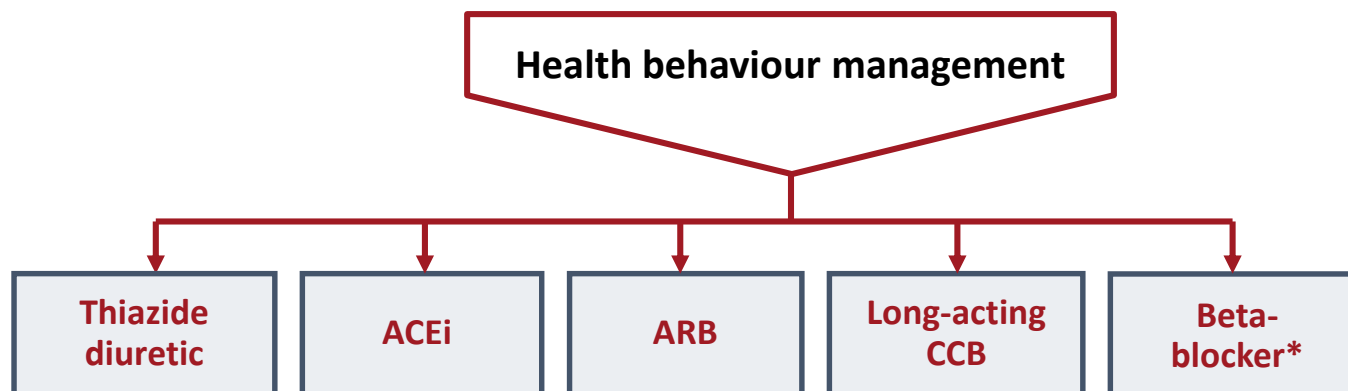 Health behaviour management
Thiazide
diuretic
ACEi
ARB
Long-acting
CCB
Beta-
blocker*